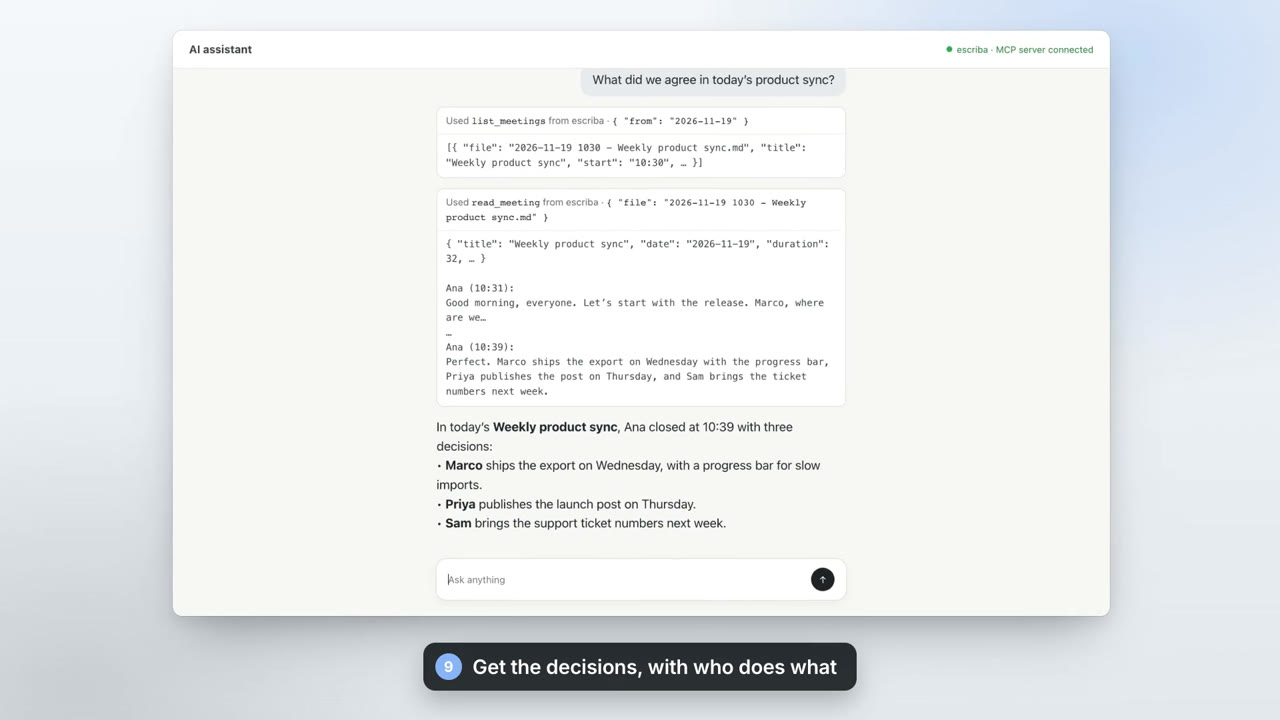 AI assistant
escriba · MCP server connected
What did we agree in today's product sync?
Used list_meetings from escriba · { "from": "2026-11-19" }
[{ "file": "2026-11-19 1030 – Weekly product sync.md", "title":
"Weekly product sync", "start": "10:30", … }]
Used read_meeting from escriba · { "file": "2026-11-19 1030 – Weekly
product sync.md" }
{ "title": "Weekly product sync", "date": "2026-11-19", "duration":
32, … }
Ana (10:31):
Good morning, everyone. Let's start with the release. Marco, where
are we…
…
Ana (10:39):
Perfect. Marco ships the export on Wednesday with the progress bar,
Priya publishes the post on Thursday, and Sam brings the ticket
numbers next week.
In today's Weekly product sync, Ana closed at 10:39 with three
decisions:
• Marco ships the export on Wednesday, with a progress bar for slow
imports.
• Priya publishes the launch post on Thursday.
• Sam brings the support ticket numbers next week.
Ask anything
9 Get the decisions, with who does what